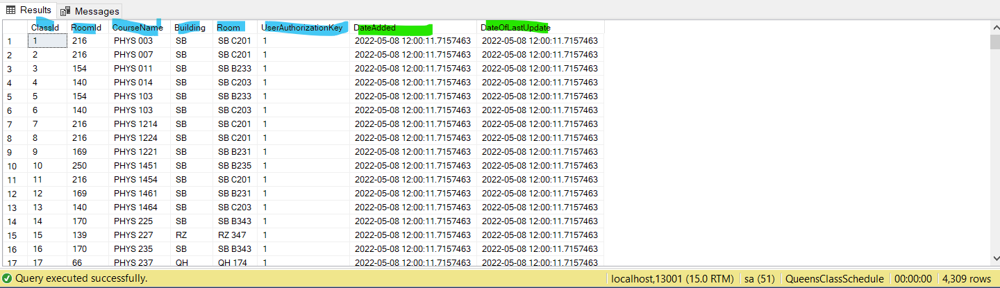 Results Messages
ClassId RoomId CourseName Building Room UserAuthorizationKey DateAdded DateOfLastUpdate
1 1 216 PHYS 003 SB SB C201 1 2022-05-08 12:00:11.7157463 2022-05-08 12:00:11.7157463
2 2 216 PHYS 007 SB SB C201 1 2022-05-08 12:00:11.7157463 2022-05-08 12:00:11.7157463
3 3 154 PHYS 011 SB SB B233 1 2022-05-08 12:00:11.7157463 2022-05-08 12:00:11.7157463
4 4 140 PHYS 014 SB SB C203 1 2022-05-08 12:00:11.7157463 2022-05-08 12:00:11.7157463
5 5 154 PHYS 103 SB SB B233 1 2022-05-08 12:00:11.7157463 2022-05-08 12:00:11.7157463
6 6 140 PHYS 103 SB SB C203 1 2022-05-08 12:00:11.7157463 2022-05-08 12:00:11.7157463
7 7 216 PHYS 1214 SB SB C201 1 2022-05-08 12:00:11.7157463 2022-05-08 12:00:11.7157463
8 8 216 PHYS 1224 SB SB C201 1 2022-05-08 12:00:11.7157463 2022-05-08 12:00:11.7157463
9 9 169 PHYS 1221 SB SB B231 1 2022-05-08 12:00:11.7157463 2022-05-08 12:00:11.7157463
10 10 250 PHYS 1451 SB SB B235 1 2022-05-08 12:00:11.7157463 2022-05-08 12:00:11.7157463
11 11 216 PHYS 1454 SB SB C201 1 2022-05-08 12:00:11.7157463 2022-05-08 12:00:11.7157463
12 12 169 PHYS 1461 SB SB B231 1 2022-05-08 12:00:11.7157463 2022-05-08 12:00:11.7157463
13 13 140 PHYS 1464 SB SB C203 1 2022-05-08 12:00:11.7157463 2022-05-08 12:00:11.7157463
14 14 170 PHYS 225 SB SB B343 1 2022-05-08 12:00:11.7157463 2022-05-08 12:00:11.7157463
15 15 139 PHYS 227 RZ RZ 347 1 2022-05-08 12:00:11.7157463 2022-05-08 12:00:11.7157463
16 16 170 PHYS 235 SB SB B343 1 2022-05-08 12:00:11.7157463 2022-05-08 12:00:11.7157463
17 17 66 PHYS 237 QH QH 174 1 2022-05-08 12:00:11.7157463 2022-05-08 12:00:11.7157463
Query executed successfully. localhost,13001 (15.0 RTM) sa (51) QueensClassSchedule 00:00:00 4,309 rows